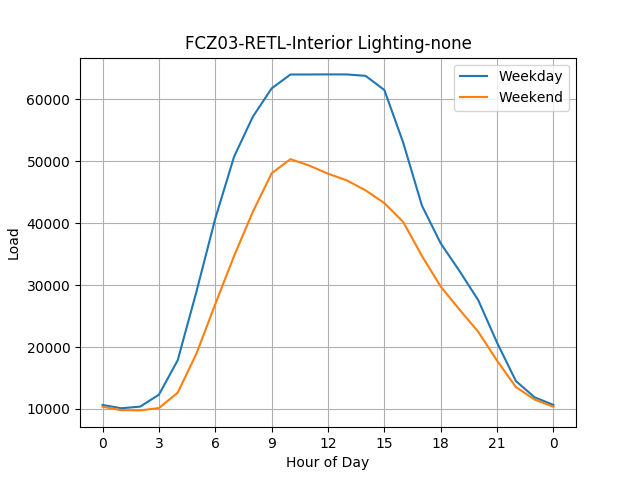 FCZ03-RETL-Interior Lighting-none
Weekday
Weekend
60000
50000
40000
30000
20000
10000
Load
0 3 6 9 12 15 18 21 0
Hour of Day